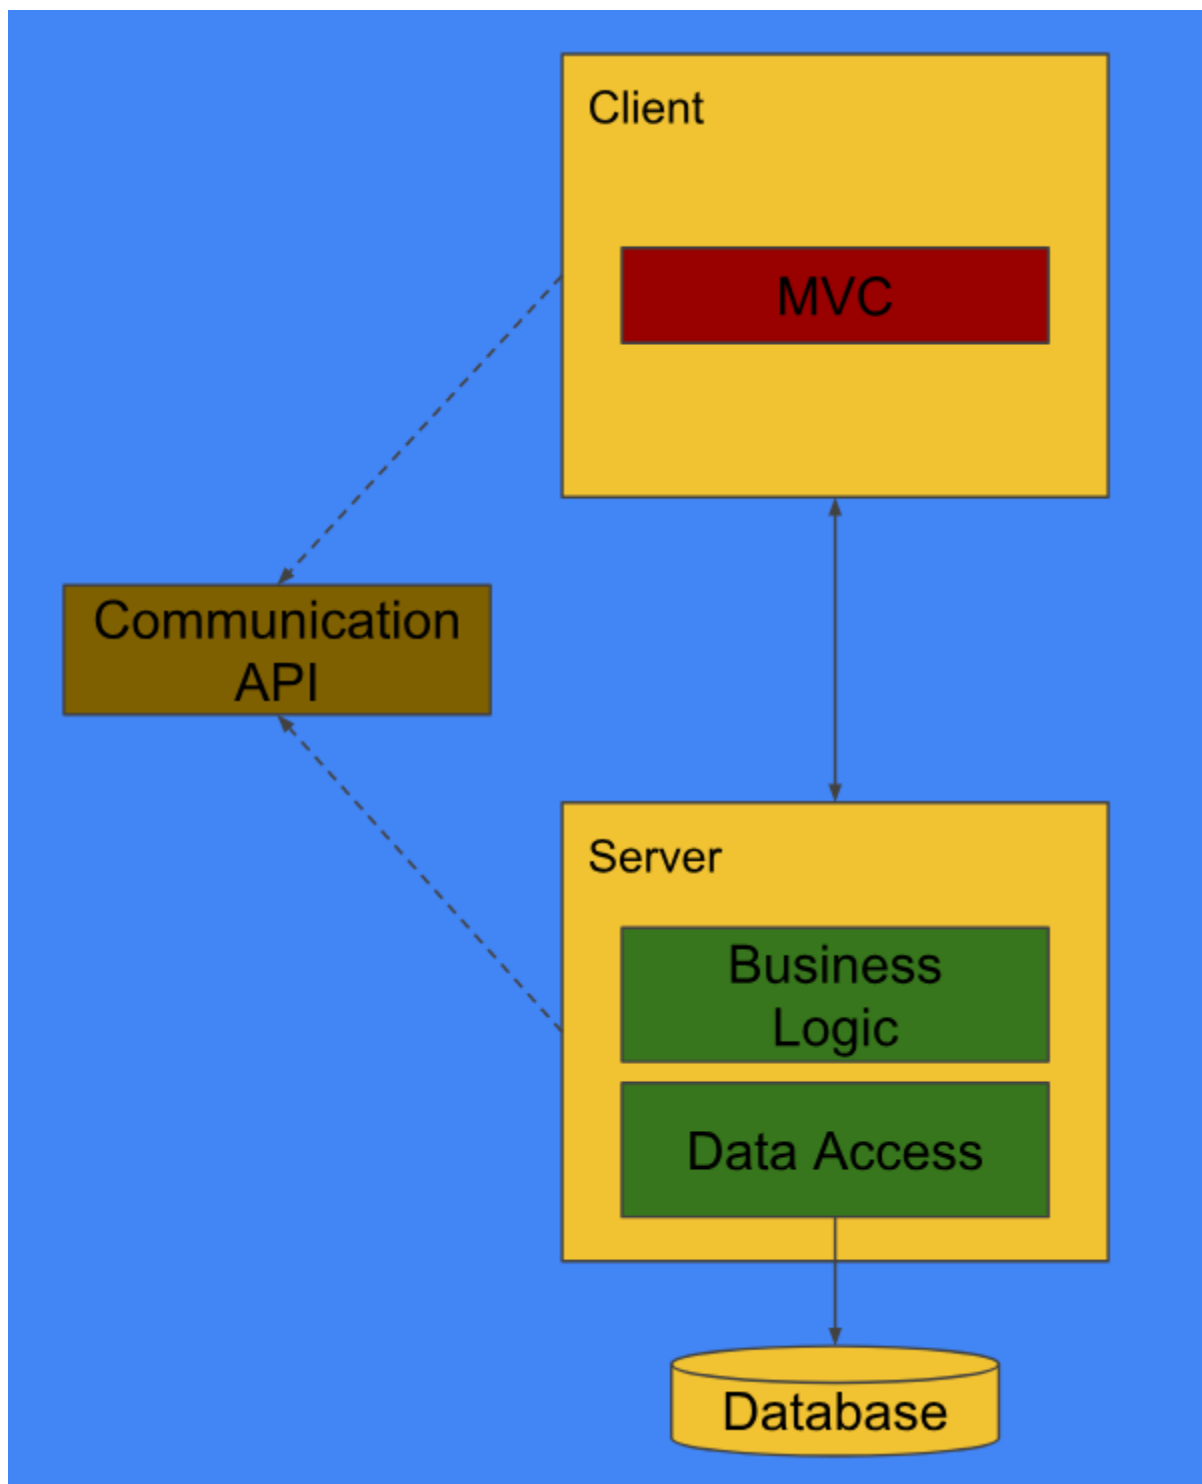 Client
MVC
Communication
API
Server
Business
Logic
Data Access
Database